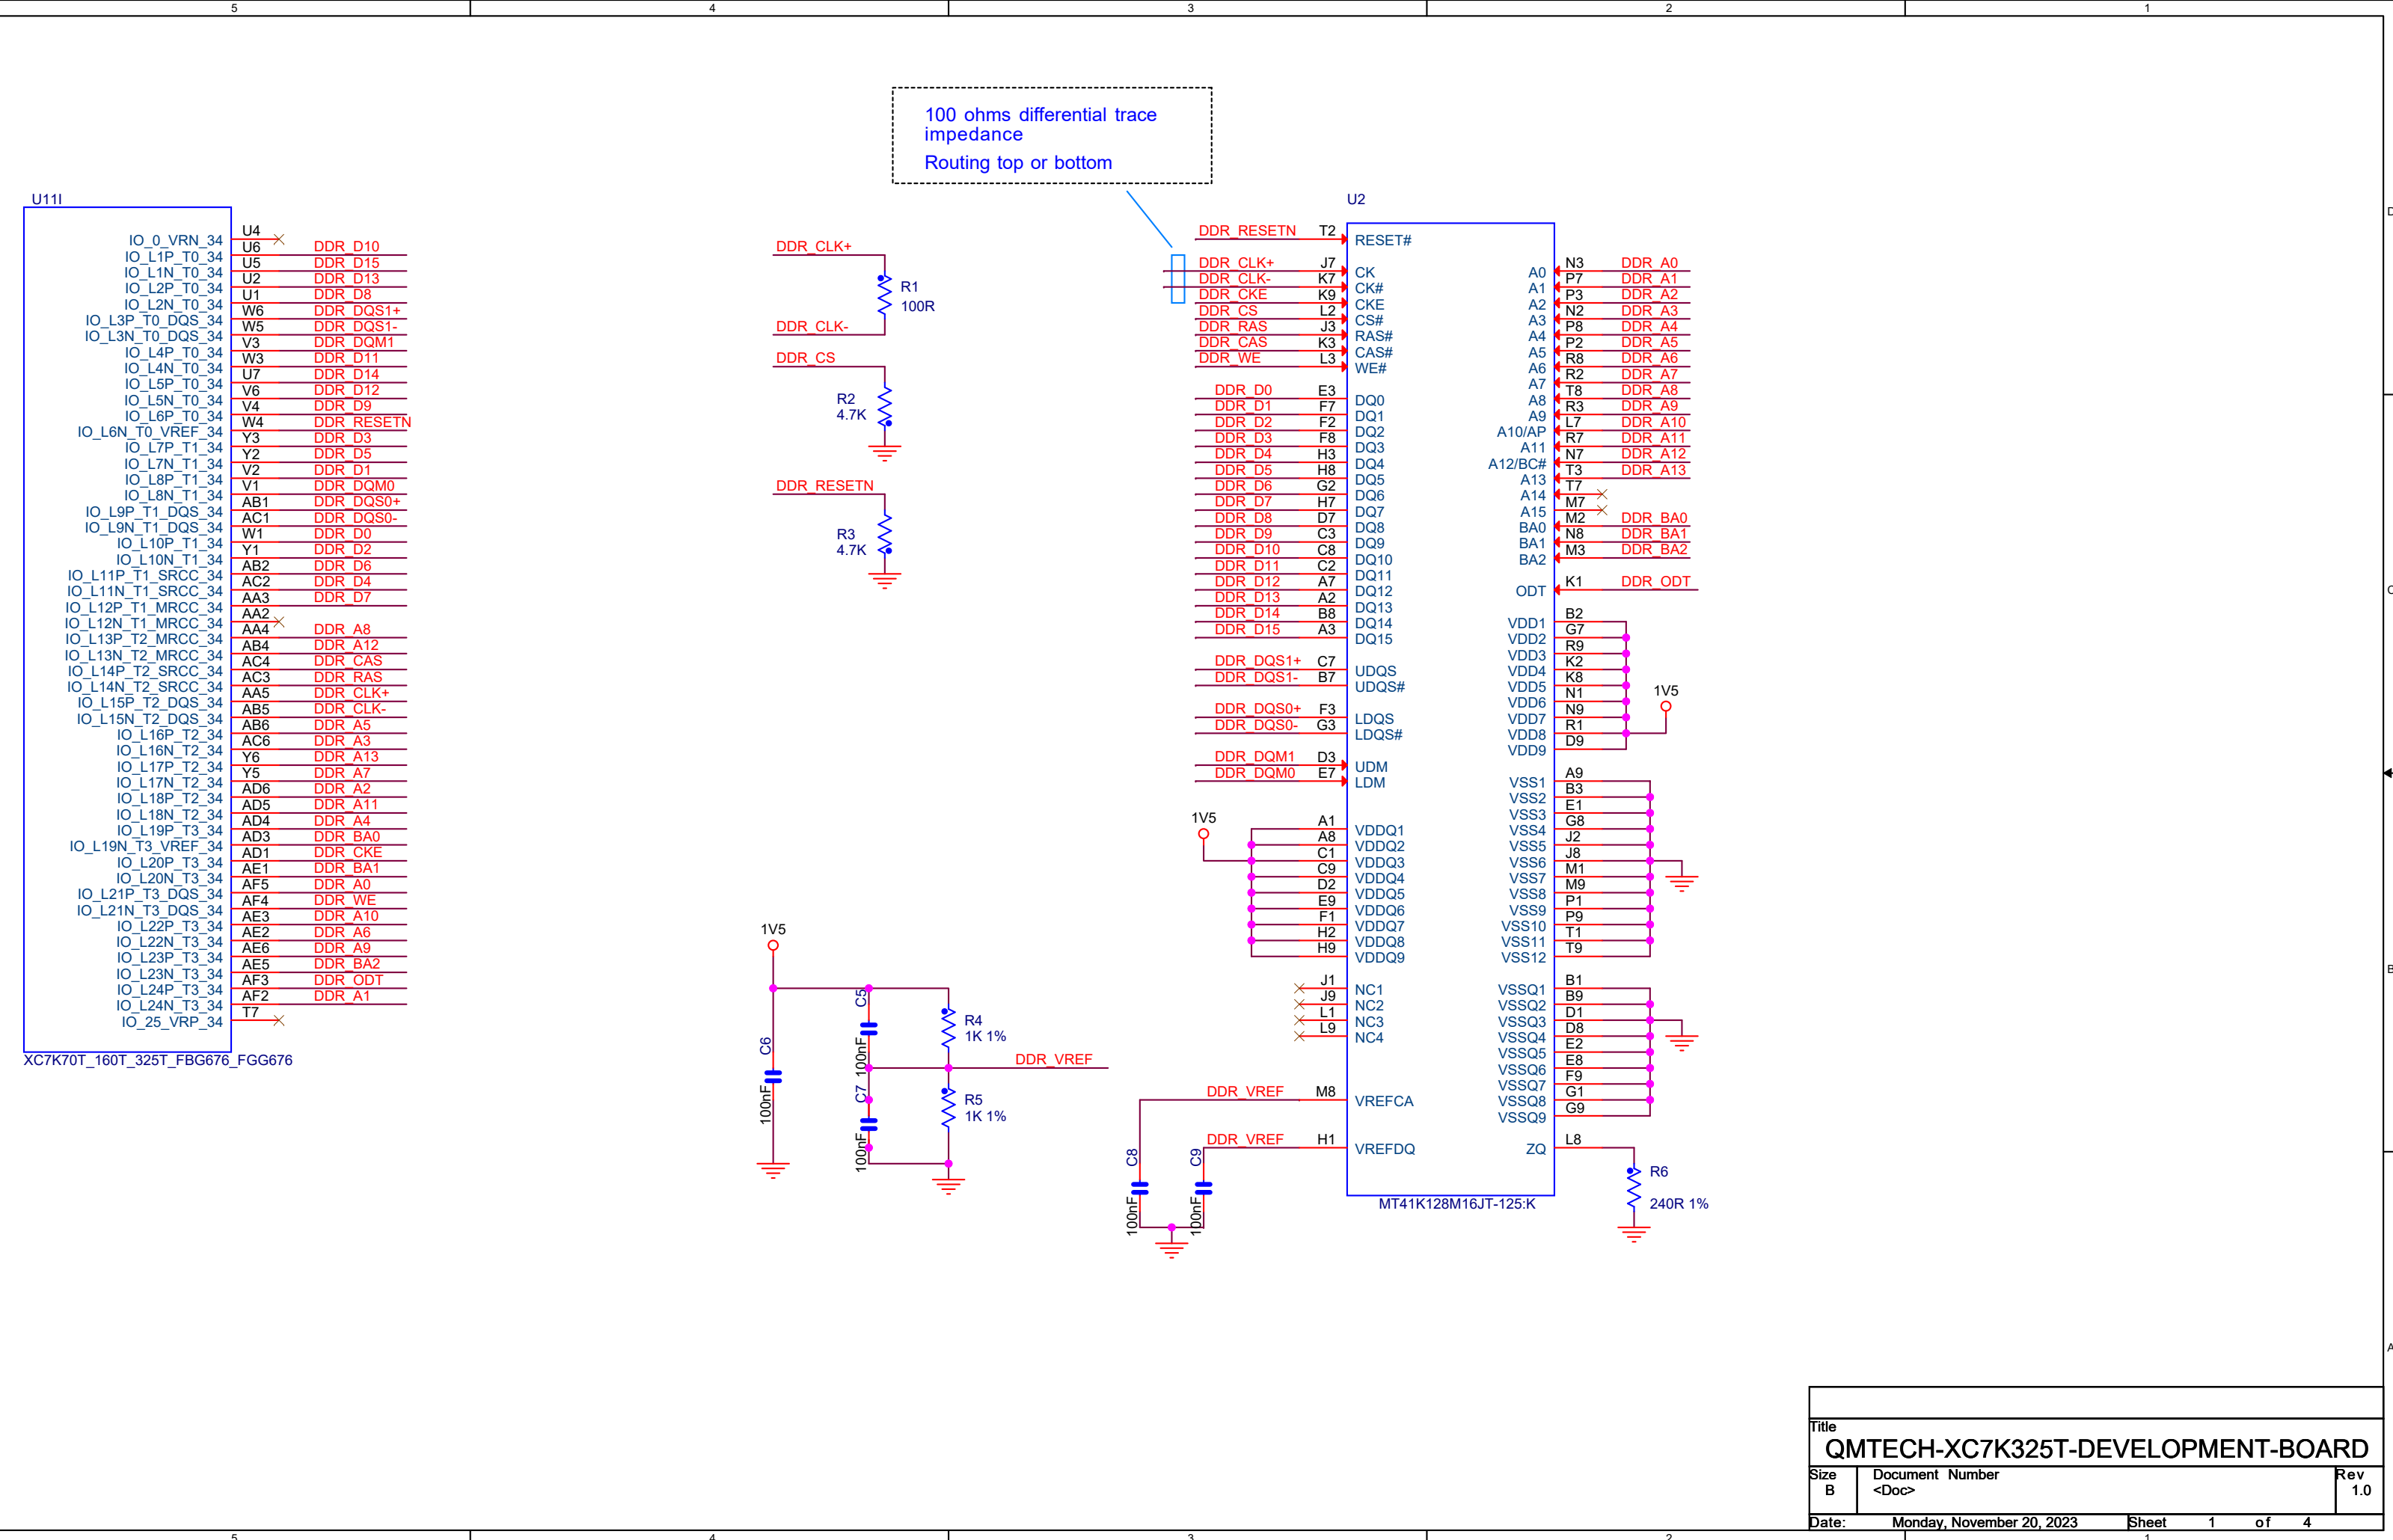 5 4 3 2 1
100 ohms differential trace
impedance
Routing top or bottom
U11I
IO_0_VRN_34 U4
IO_L1P_T0_34 U6 DDR_D10
IO_L1N_T0_34 U5 DDR_D15
IO_L2P_T0_34 U2 DDR_D13
IO_L2N_T0_34 U1 DDR_D8
IO_L3P_T0_DQS_34 W6 DDR_DQS1+
IO_L3N_T0_DQS_34 W5 DDR_DQS1-
IO_L4P_T0_34 V3 DDR_DQM1
IO_L4N_T0_34 W3 DDR_D11
IO_L5P_T0_34 U7 DDR_D14
IO_L5N_T0_34 V6 DDR_D12
IO_L6P_T0_34 V4 DDR_D9
IO_L6N_T0_VREF_34 W4 DDR_RESETN
IO_L7P_T1_34 Y3 DDR_D3
IO_L7N_T1_34 Y2 DDR_D5
IO_L8P_T1_34 V2 DDR_D1
IO_L8N_T1_34 V1 DDR_DQM0
IO_L9P_T1_DQS_34 AB1 DDR_DQS0+
IO_L9N_T1_DQS_34 AC1 DDR_DQS0-
IO_L10P_T1_34 W1 DDR_D0
IO_L10N_T1_34 Y1 DDR_D2
IO_L11P_T1_SRCC_34 AB2 DDR_D6
IO_L11N_T1_SRCC_34 AC2 DDR_D4
IO_L12P_T1_MRCC_34 AA3 DDR_D7
IO_L12N_T1_MRCC_34 AA2
IO_L13P_T2_MRCC_34 AA4 DDR_A8
IO_L13N_T2_MRCC_34 AB4 DDR_A12
IO_L14P_T2_SRCC_34 AC4 DDR_CAS
IO_L14N_T2_SRCC_34 AC3 DDR_RAS
IO_L15P_T2_DQS_34 AA5 DDR_CLK+
IO_L15N_T2_DQS_34 AB5 DDR_CLK-
IO_L16P_T2_34 AB6 DDR_A5
IO_L16N_T2_34 AC6 DDR_A3
IO_L17P_T2_34 Y6 DDR_A13
IO_L17N_T2_34 Y5 DDR_A7
IO_L18P_T2_34 AD6 DDR_A2
IO_L18N_T2_34 AD5 DDR_A11
IO_L19P_T3_34 AD4 DDR_A4
IO_L19N_T3_VREF_34 AD3 DDR_BA0
IO_L20P_T3_34 AD1 DDR_CKE
IO_L20N_T3_34 AE1 DDR_BA1
IO_L21P_T3_DQS_34 AF5 DDR_A0
IO_L21N_T3_DQS_34 AF4 DDR_WE
IO_L22P_T3_34 AE3 DDR_A10
IO_L22N_T3_34 AE2 DDR_A6
IO_L23P_T3_34 AE6 DDR_A9
IO_L23N_T3_34 AE5 DDR_BA2
IO_L24P_T3_34 AF3 DDR_ODT
IO_L24N_T3_34 AF2 DDR_A1
IO_25_VRP_34 T7
XC7K70T_160T_325T_FBG676_FGG676
DDR_CLK+
R1
100R
DDR_CLK-
DDR_CS
R2
4.7K
DDR_RESETN
R3
4.7K
1V5
C6
100nF
C5
100nF
C7
100nF
R4
1K 1%
DDR_VREF
R5
1K 1%
U2
DDR_RESETN T2 RESET#
DDR_CLK+ J7 CK
DDR_CLK- K7 CK#
DDR_CKE K9 CKE
DDR_CS L2 CS#
DDR_RAS J3 RAS#
DDR_CAS K3 CAS#
DDR_WE L3 WE#
DDR_D0 E3 DQ0
DDR_D1 F7 DQ1
DDR_D2 F2 DQ2
DDR_D3 F8 DQ3
DDR_D4 H3 DQ4
DDR_D5 H8 DQ5
DDR_D6 G2 DQ6
DDR_D7 H7 DQ7
DDR_D8 D7 DQ8
DDR_D9 C3 DQ9
DDR_D10 C8 DQ10
DDR_D11 C2 DQ11
DDR_D12 A7 DQ12
DDR_D13 A2 DQ13
DDR_D14 B8 DQ14
DDR_D15 A3 DQ15
DDR_DQS1+ C7 UDQS
DDR_DQS1- B7 UDQS#
DDR_DQS0+ F3 LDQS
DDR_DQS0- G3 LDQS#
DDR_DQM1 D3 UDM
DDR_DQM0 E7 LDM
1V5
A1 VDDQ1
A8 VDDQ2
C1 VDDQ3
C9 VDDQ4
D2 VDDQ5
E9 VDDQ6
F1 VDDQ7
H2 VDDQ8
H9 VDDQ9
J1 NC1
J9 NC2
L1 NC3
L9 NC4
DDR_VREF M8 VREFCA
DDR_VREF H1 VREFDQ
C8
100nF
C9
100nF
A0 N3 DDR_A0
A1 P7 DDR_A1
A2 P3 DDR_A2
A3 N2 DDR_A3
A4 P8 DDR_A4
A5 P2 DDR_A5
A6 R8 DDR_A6
A7 R2 DDR_A7
A8 T8 DDR_A8
A9 R3 DDR_A9
A10/AP L7 DDR_A10
A11 R7 DDR_A11
A12/BC# N7 DDR_A12
A13 T3 DDR_A13
A14 T7
A15 M7
BA0 M2 DDR_BA0
BA1 N8 DDR_BA1
BA2 M3 DDR_BA2
ODT K1 DDR_ODT
VDD1 B2
VDD2 G7
VDD3 R9
VDD4 K2
VDD5 K8
VDD6 N1
VDD7 N9
VDD8 R1
VDD9 D9
1V5
VSS1 A9
VSS2 B3
VSS3 E1
VSS4 G8
VSS5 J2
VSS6 J8
VSS7 M1
VSS8 M9
VSS9 P1
VSS10 P9
VSS11 T1
VSS12 T9
VSSQ1 B1
VSSQ2 B9
VSSQ3 D1
VSSQ4 D8
VSSQ5 E2
VSSQ6 E8
VSSQ7 F9
VSSQ8 G1
VSSQ9 G9
ZQ L8
R6
240R 1%
MT41K128M16JT-125:K
D
C
B
A
Title
QMTECH-XC7K325T-DEVELOPMENT-BOARD
Size Document Number Rev
B <Doc> 1.0
Date: Monday, November 20, 2023 Sheet 1 of 4
5 4 3 2 1